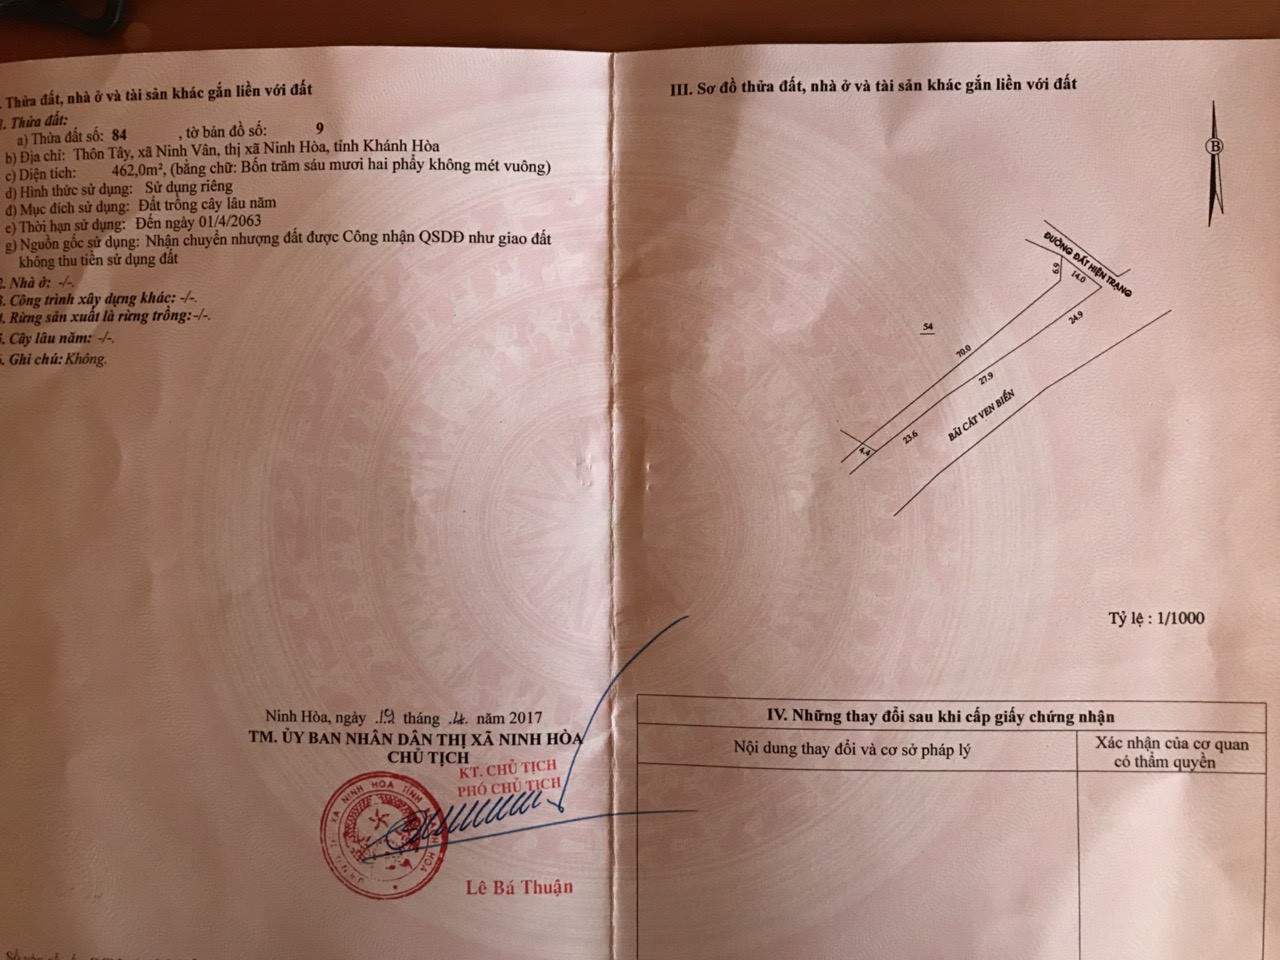 . Thửa đất, nhà ở và tài sản khác gắn liền với đất
1. Thửa đất:
a) Thửa đất số: 84 , tờ bản đồ số: 9
b) Địa chỉ: Thôn Tây, xã Ninh Vân, thị xã Ninh Hòa, tỉnh Khánh Hòa
c) Diện tích: 462,0m², (bằng chữ: Bốn trăm sáu mươi hai phẩy không mét vuông)
d) Hình thức sử dụng: Sử dụng riêng
đ) Mục đích sử dụng: Đất trồng cây lâu năm
e) Thời hạn sử dụng: Đến ngày 01/4/2063
g) Nguồn gốc sử dụng: Nhận chuyển nhượng đất được Công nhận QSDĐ như giao đất
không thu tiền sử dụng đất
2. Nhà ở: -/-.
3. Công trình xây dựng khác: -/-.
4. Rừng sản xuất là rừng trồng: -/-.
5. Cây lâu năm: -/-.
6. Ghi chú: Không.
Ninh Hòa, ngày 19 tháng .4. năm 2017
TM. ỦY BAN NHÂN DÂN THỊ XÃ NINH HÒA
CHỦ TỊCH
KT. CHỦ TỊCH
PHÓ CHỦ TỊCH
Lê Bá Thuận
III. Sơ đồ thửa đất, nhà ở và tài sản khác gắn liền với đất
B
ĐƯỜNG ĐẤT HIỆN TRẠNG
6.9
14.0
24.9
54
70.0
27.9
BÃI CÁT VEN BIỂN
23.6
4.4
Tỷ lệ : 1/1000
IV. Những thay đổi sau khi cấp giấy chứng nhận
Nội dung thay đổi và cơ sở pháp lý
Xác nhận của cơ quan
có thẩm quyền